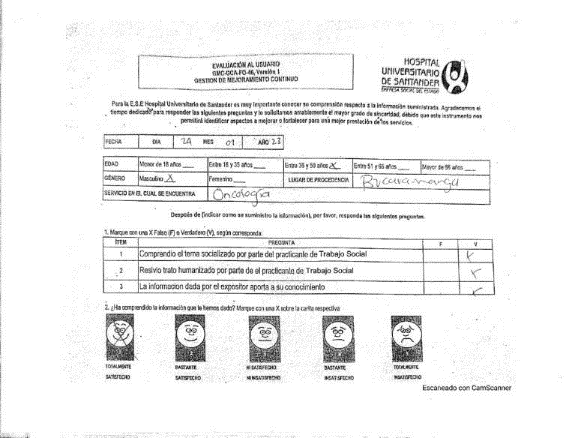 EVALUACIÓN AL USUARIO
GMC-GCA-FO-46, Versión: 1
GESTION DE MEJORAMIENTO CONTINUO
HOSPITAL
UNIVERSITARIO
DE SANTANDER
EMPRESA SOCIAL DEL ESTADO
Para la E.S.E Hospital Universitario de Santander es muy importante conocer su comprensión respecto a la información suministrada. Agradecemos el
tiempo dedicado para responder las siguientes preguntas y le solicitamos amablemente el mayor grado de sinceridad, debido que este instrumento nos
permitirá identificar aspectos a mejorar o fortalecer para una mejor prestación de los servicios.
FECHA DIA 24 MES 01 AÑO 23
EDAD Menor de 18 años ___ Entre 18 y 35 años ___ Entre 36 y 50 años X Entre 51 y 65 años ___ Mayor de 66 años ___
GÉNERO Masculino X Femenino ___ LUGAR DE PROCEDENCIA Bucaramanga
SERVICIO EN EL CUAL SE ENCUENTRA Oncología
Después de (indicar como se suministro la información), por favor, responda las siguientes preguntas.
1. Marque con una X Falso (F) o Verdadero (V), según corresponda:
ITEM PREGUNTA F V
1 Comprendio el tema socializado por parte del practicante de Trabajo Social X
2 Resivio trato humanizado por parte de el practicante de Trabajo Social X
3 La informacion dada por el expositor aporta a su conocimiento X
2. ¿Ha comprendido la información que le hemos dado? Marque con una X sobre la carita respectiva
TOTALMENTE BASTANTE NI SATISFECHO BASTANTE TOTALMENTE
SATISFECHO SATISFECHO NI INSATISFECHO INSATISFECHO INSATISFECHO
Escaneado con CamScanner